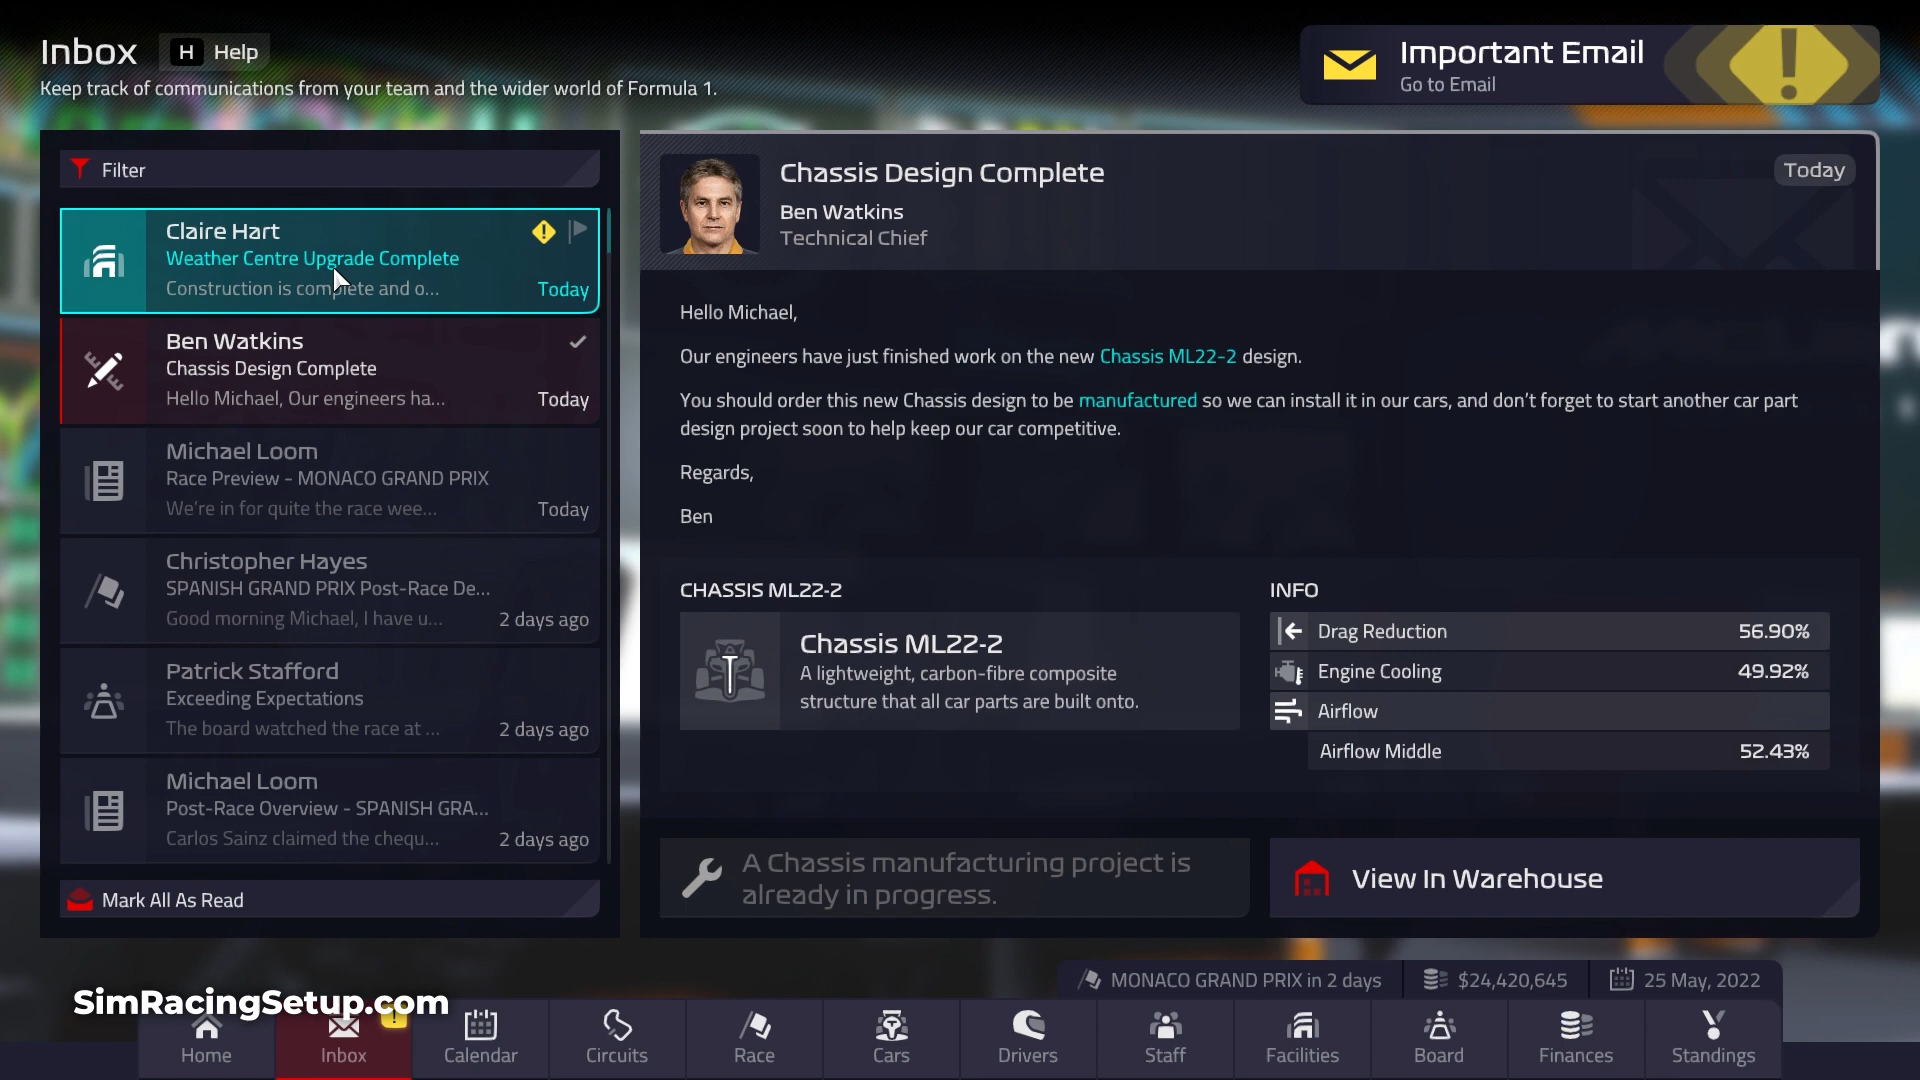 Inbox
H Help
Keep track of communications from your team and the wider world of Formula 1.
Important Email
Go to Email
Filter
Claire Hart
Weather Centre Upgrade Complete
Construction is complete and o...
Today
Ben Watkins
Chassis Design Complete
Hello Michael, Our engineers ha...
Today
Michael Loom
Race Preview - MONACO GRAND PRIX
We're in for quite the race wee...
Today
Christopher Hayes
SPANISH GRAND PRIX Post-Race De...
Good morning Michael, I have u...
2 days ago
Patrick Stafford
Exceeding Expectations
The board watched the race at ...
2 days ago
Michael Loom
Post-Race Overview - SPANISH GRA...
Carlos Sainz claimed the chequ...
2 days ago
Mark All As Read
Chassis Design Complete
Today
Ben Watkins
Technical Chief
Hello Michael,
Our engineers have just finished work on the new Chassis ML22-2 design.
You should order this new Chassis design to be manufactured so we can install it in our cars, and don't forget to start another car part
design project soon to help keep our car competitive.
Regards,
Ben
CHASSIS ML22-2
Chassis ML22-2
A lightweight, carbon-fibre composite
structure that all car parts are built onto.
INFO
Drag Reduction 56.90%
Engine Cooling 49.92%
Airflow
Airflow Middle 52.43%
A Chassis manufacturing project is
already in progress.
View In Warehouse
MONACO GRAND PRIX in 2 days
$24,420,645
25 May, 2022
SimRacingSetup.com
Home
Inbox
Calendar
Circuits
Race
Cars
Drivers
Staff
Facilities
Board
Finances
Standings